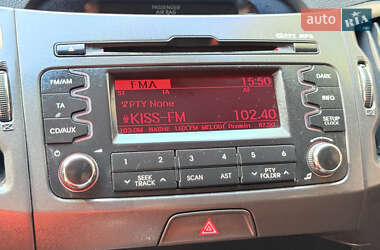 PASSENGER
AIR BAG
auto RIA.com
MP3
FM/AM
TA
CD/AUX
FMA 15:50
ST TA AF
PTY None
KISS-FM 102.40
DARK
INFO
SETUP
CLOCK
1 2 3 4 5 6
SEEK
TRACK
SCAN
AST
PTY
FOLDER